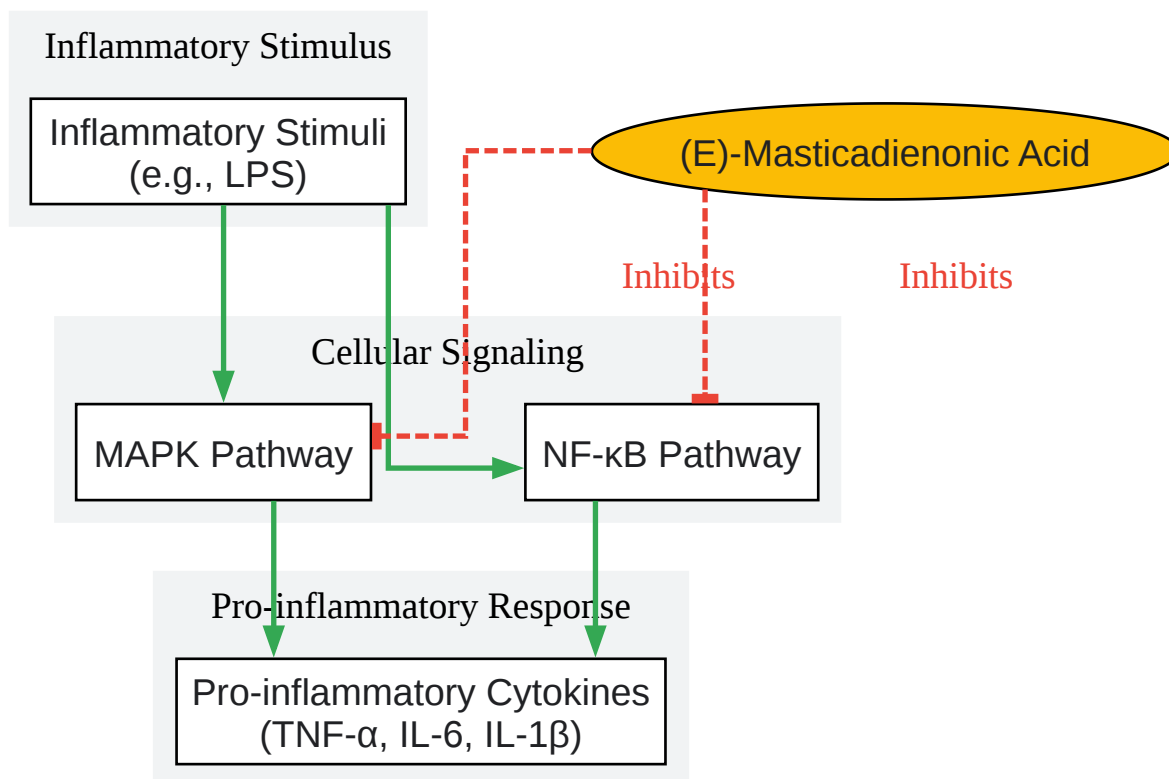 Inflammatory Stimulus
Inflammatory Stimuli
(e.g., LPS)
(E)-Masticadienonic Acid
Inhibits
Inhibits
Cellular Signaling
MAPK Pathway
NF-κB Pathway
Pro-inflammatory Response
Pro-inflammatory Cytokines
(TNF-α, IL-6, IL-1β)